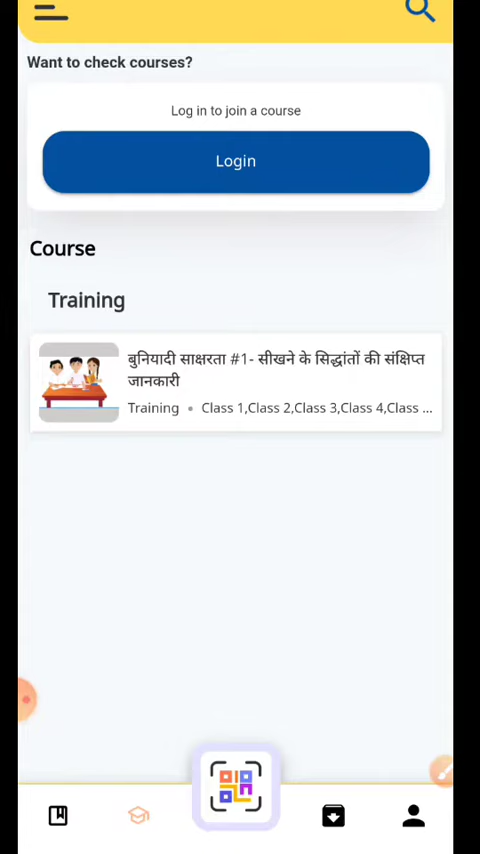 Want to check courses?
Log in to join a course
Login
Course
Training
बुनियादी साक्षरता #1- सीखने के सिद्धांतों की संक्षिप्त
जानकारी
Training • Class 1,Class 2,Class 3,Class 4,Class ...